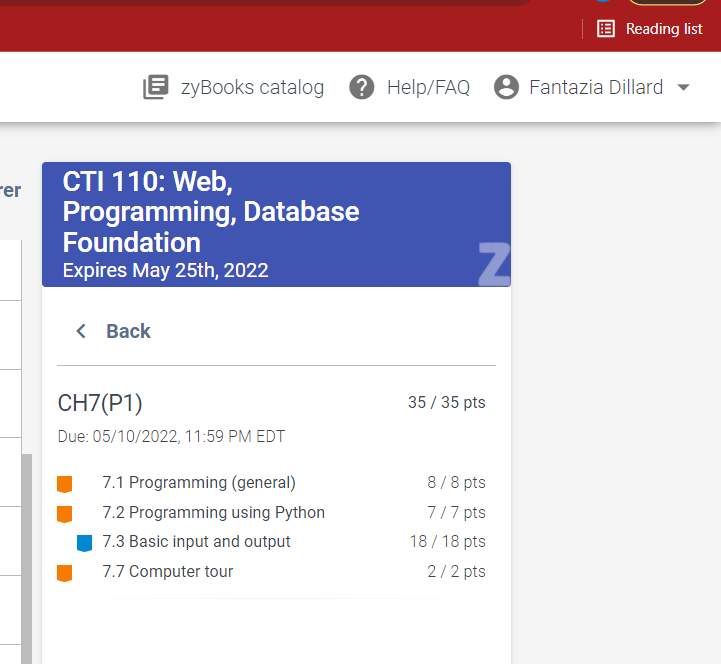 Reading list
zyBooks catalog Help/FAQ Fantazia Dillard
rer
CTI 110: Web,
Programming, Database
Foundation
Expires May 25th, 2022
Z
Back
CH7(P1) 35 / 35 pts
Due: 05/10/2022, 11:59 PM EDT
7.1 Programming (general) 8 / 8 pts
7.2 Programming using Python 7 / 7 pts
7.3 Basic input and output 18 / 18 pts
7.7 Computer tour 2 / 2 pts